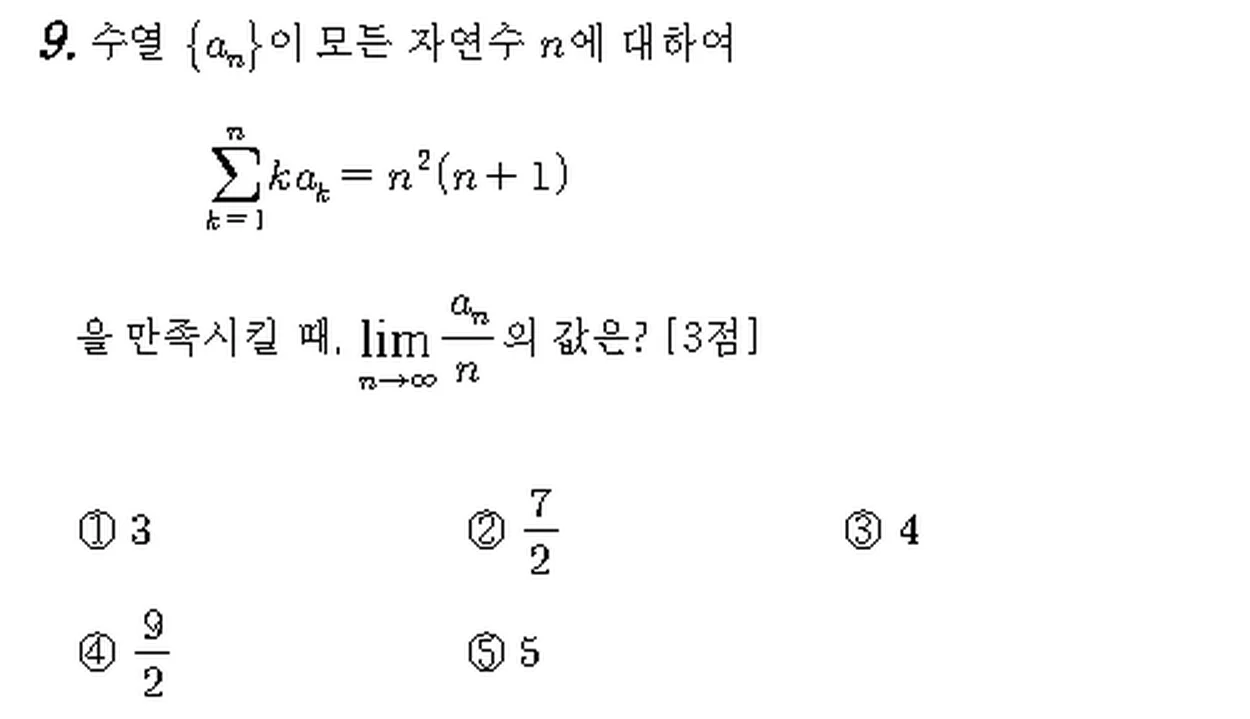 9. 수열 {aₙ}이 모든 자연수 n에 대하여
∑ₖ₌₁ⁿ kaₖ = n²(n+1)
을 만족시킬 때, lim_{n→∞} aₙ/n 의 값은? [3점]
① 3 ② 7/2 ③ 4
④ 9/2 ⑤ 5